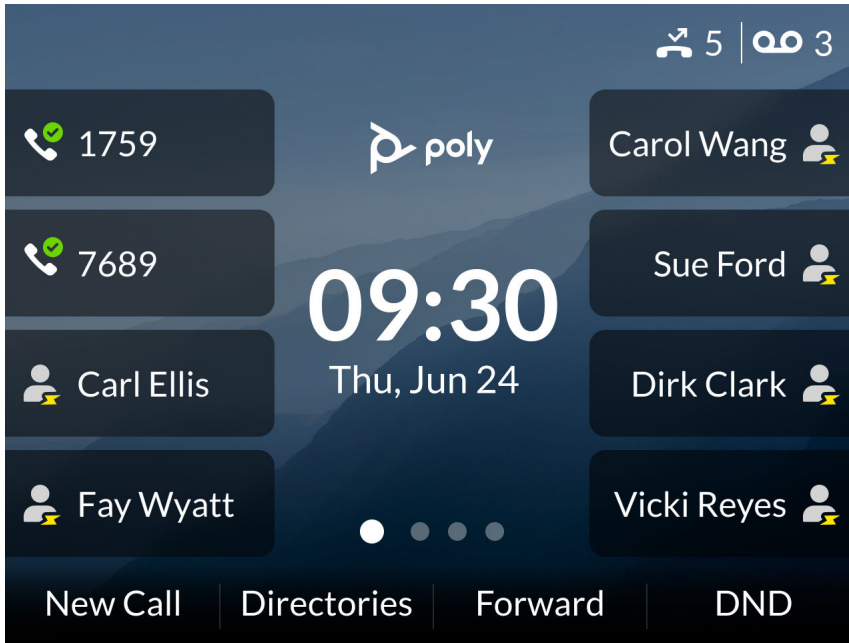 5 | 3
1759
poly
Carol Wang
7689
Sue Ford
09:30
Carl Ellis
Thu, Jun 24
Dirk Clark
Fay Wyatt
Vicki Reyes
New Call
Directories
Forward
DND